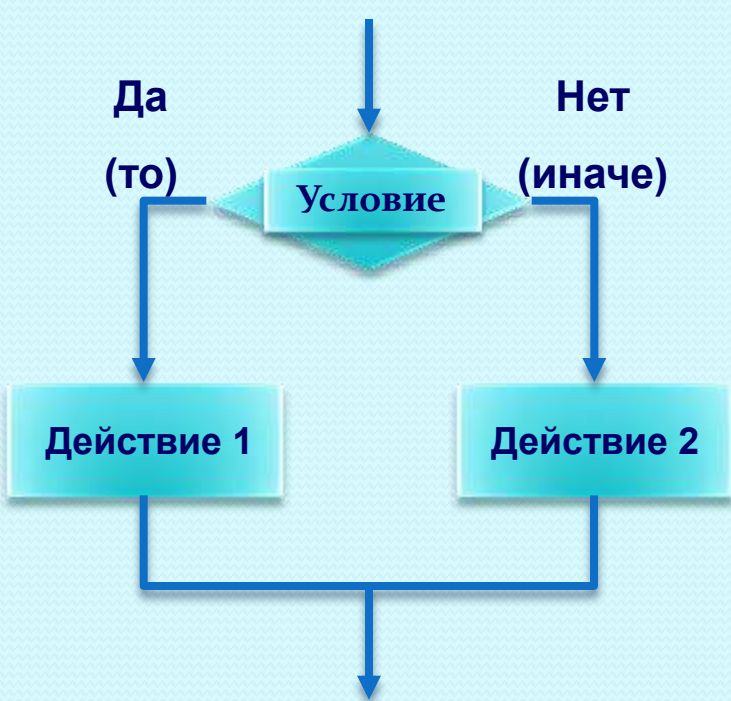 Да
Нет
(то)
(иначе)
Условие
Действие 1
Действие 2